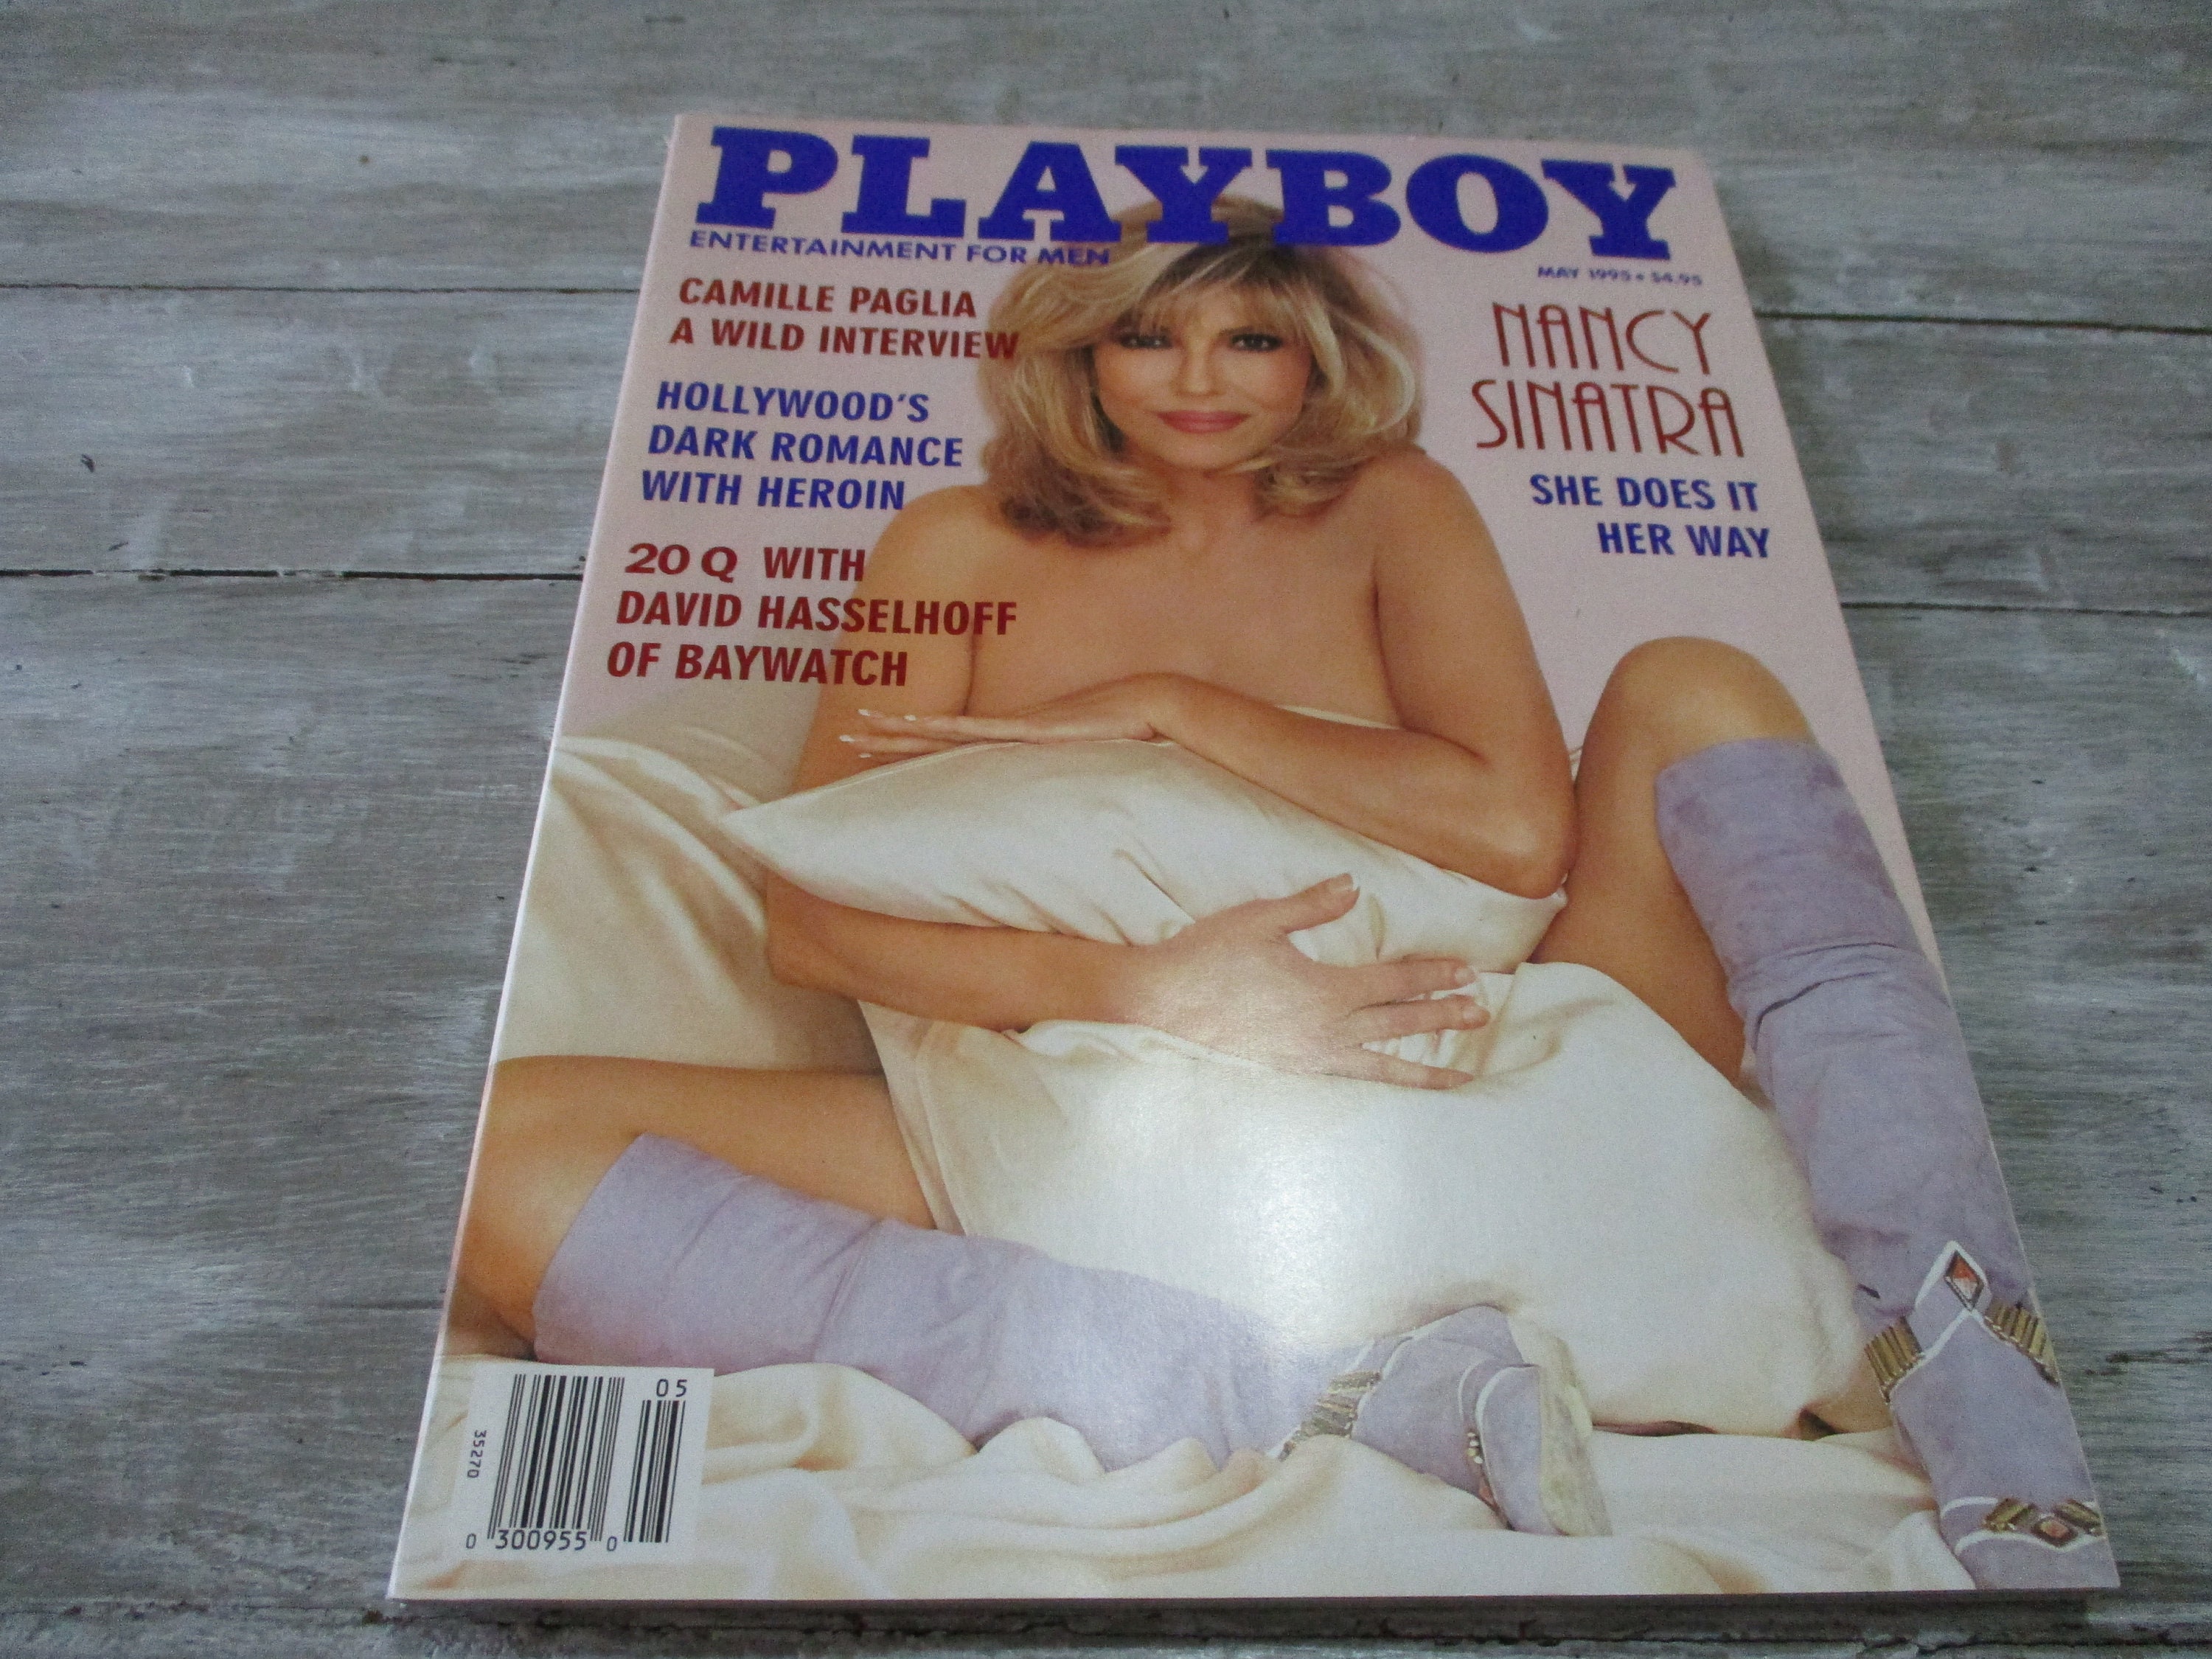 PLAYBOY
ENTERTAINMENT FOR MEN
MAY 1995 • $4.95
CAMILLE PAGLIA
A WILD INTERVIEW
HOLLYWOOD'S
DARK ROMANCE
WITH HEROIN
20 Q WITH
DAVID HASSELHOFF
OF BAYWATCH
NANCY
SINATRA
SHE DOES IT
HER WAY
05
35270
0 300955 0